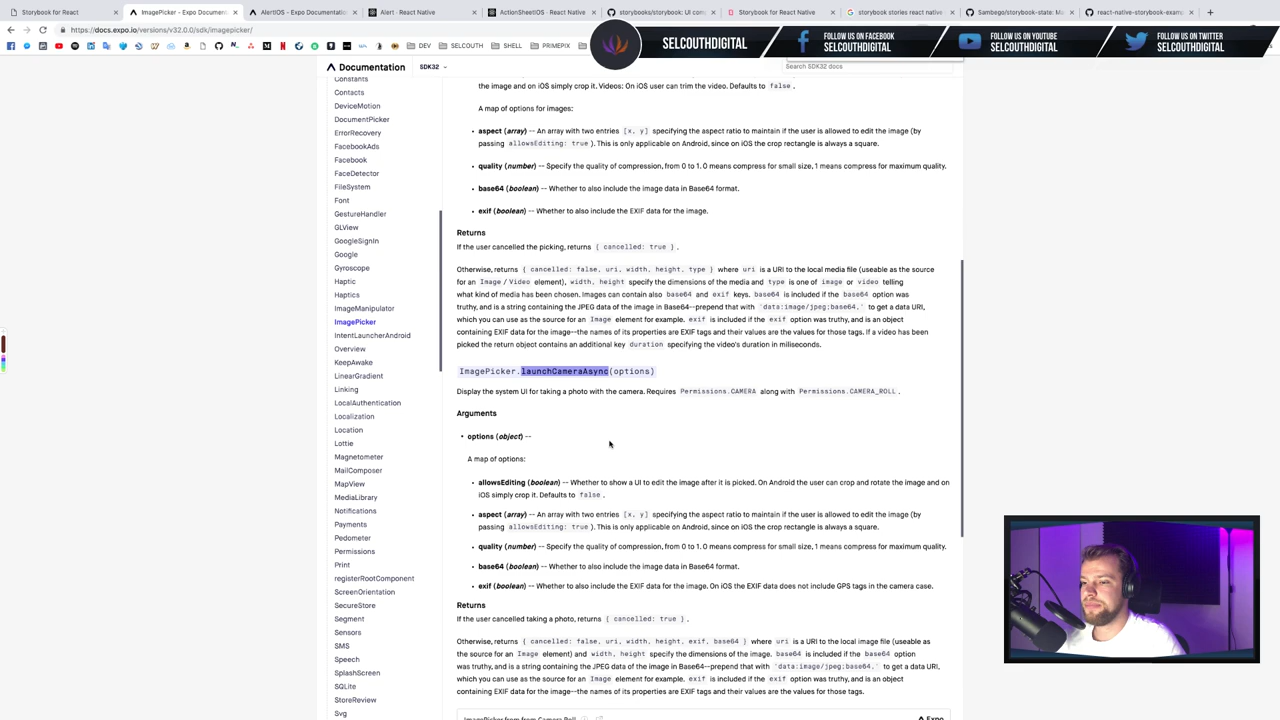 Storybook for React
ImagePicker - Expo Documen
AlertIOS - Expo Documentation
Alert · React Native
ActionSheetIOS · React Native
storybooks/storybook: UI com
Storybook for React Native
storybook stories react native
Sambego/storybook-state: M
react-native-storybook-exam
https://docs.expo.io/versions/v32.0.0/sdk/imagepicker/
DEV
SELCOUTH
SHELL
PRIMEPIX
SELCOUTHDIGITAL
FOLLOW US ON FACEBOOK
SELCOUTHDIGITAL
FOLLOW US ON YOUTUBE
SELCOUTHDIGITAL
FOLLOW US ON TWITTER
SELCOUTHDIGITAL
Documentation
SDK32
Search SDK32 docs
Constants
Contacts
DeviceMotion
DocumentPicker
ErrorRecovery
FacebookAds
Facebook
FaceDetector
FileSystem
Font
GestureHandler
GLView
GoogleSignIn
Google
Gyroscope
Haptic
Haptics
ImageManipulator
ImagePicker
IntentLauncherAndroid
Overview
KeepAwake
LinearGradient
Linking
LocalAuthentication
Localization
Location
Lottie
Magnetometer
MailComposer
MapView
MediaLibrary
Notifications
Payments
Pedometer
Permissions
Print
registerRootComponent
ScreenOrientation
SecureStore
Segment
Sensors
SMS
Speech
SplashScreen
SQLite
StoreReview
Svg
the image and on iOS simply crop it. Videos: On iOS user can trim the video. Defaults to false .
A map of options for images:
• aspect (array) -- An array with two entries [x, y] specifying the aspect ratio to maintain if the user is allowed to edit the image (by
passing allowsEditing: true ). This is only applicable on Android, since on iOS the crop rectangle is always a square.
• quality (number) -- Specify the quality of compression, from 0 to 1. 0 means compress for small size, 1 means compress for maximum quality.
• base64 (boolean) -- Whether to also include the image data in Base64 format.
• exif (boolean) -- Whether to also include the EXIF data for the image.
Returns
If the user cancelled the picking, returns { cancelled: true } .
Otherwise, returns { cancelled: false, uri, width, height, type } where uri is a URI to the local media file (useable as the source
for an Image / Video element), width, height specify the dimensions of the media and type is one of image or video telling
what kind of media has been chosen. Images can contain also base64 and exif keys. base64 is included if the base64 option was
truthy, and is a string containing the JPEG data of the image in Base64--prepend that with 'data:image/jpeg;base64,' to get a data URI,
which you can use as the source for an Image element for example. exif is included if the exif option was truthy, and is an object
containing EXIF data for the image--the names of its properties are EXIF tags and their values are the values for those tags. If a video has been
picked the return object contains an additional key duration specifying the video's duration in miliseconds.
ImagePicker.launchCameraAsync(options)
Display the system UI for taking a photo with the camera. Requires Permissions.CAMERA along with Permissions.CAMERA_ROLL .
Arguments
• options (object) --
A map of options:
• allowsEditing (boolean) -- Whether to show a UI to edit the image after it is picked. On Android the user can crop and rotate the image and on
iOS simply crop it. Defaults to false .
• aspect (array) -- An array with two entries [x, y] specifying the aspect ratio to maintain if the user is allowed to edit the image (by
passing allowsEditing: true ). This is only applicable on Android, since on iOS the crop rectangle is always a square.
• quality (number) -- Specify the quality of compression, from 0 to 1. 0 means compress for small size, 1 means compress for maximum quality.
• base64 (boolean) -- Whether to also include the image data in Base64 format.
• exif (boolean) -- Whether to also include the EXIF data for the image. On iOS the EXIF data does not include GPS tags in the camera case.
Returns
If the user cancelled taking a photo, returns { cancelled: true } .
Otherwise, returns { cancelled: false, uri, width, height, exif, base64 } where uri is a URI to the local image file (useable as
the source for an Image element) and width, height specify the dimensions of the image. base64 is included if the base64 option
was truthy, and is a string containing the JPEG data of the image in Base64--prepend that with 'data:image/jpeg;base64,' to get a data URI,
which you can use as the source for an Image element for example. exif is included if the exif option was truthy, and is an object
containing EXIF data for the image--the names of its properties are EXIF tags and their values are the values for those tags.
ImagePicker from from Camera Roll
Expo